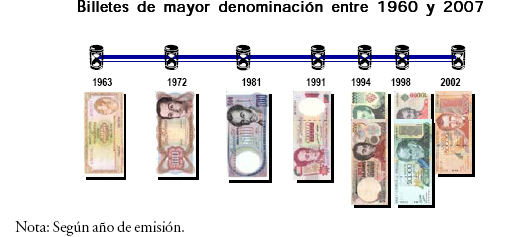 Billetes de mayor denominación entre 1960 y 2007
1963 1972 1981 1991 1994 1998 2002
Nota: Según año de emisión.